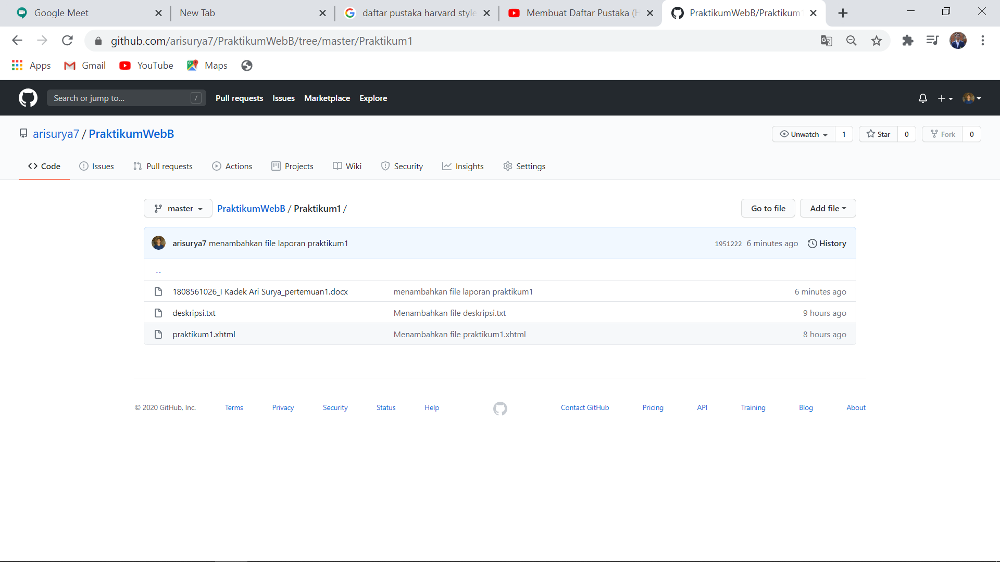 Google Meet
New Tab
daftar pustaka harvard style
Membuat Daftar Pustaka (H
PraktikumWebB/Praktikum1
github.com/arisurya7/PraktikumWebB/tree/master/Praktikum1
Apps Gmail YouTube Maps
Search or jump to... / Pull requests Issues Marketplace Explore
arisurya7 / PraktikumWebB Unwatch 1 Star 0 Fork 0
Code Issues Pull requests Actions Projects Wiki Security Insights Settings
master PraktikumWebB / Praktikum1 / Go to file Add file
arisurya7 menambahkan file laporan praktikum1 1951222 6 minutes ago History
..
1808561026_I Kadek Ari Surya_pertemuan1.docx menambahkan file laporan praktikum1 6 minutes ago
deskripsi.txt Menambahkan file deskripsi.txt 9 hours ago
praktikum1.xhtml Menambahkan file praktikum1.xhtml 8 hours ago
© 2020 GitHub, Inc. Terms Privacy Security Status Help Contact GitHub Pricing API Training Blog About